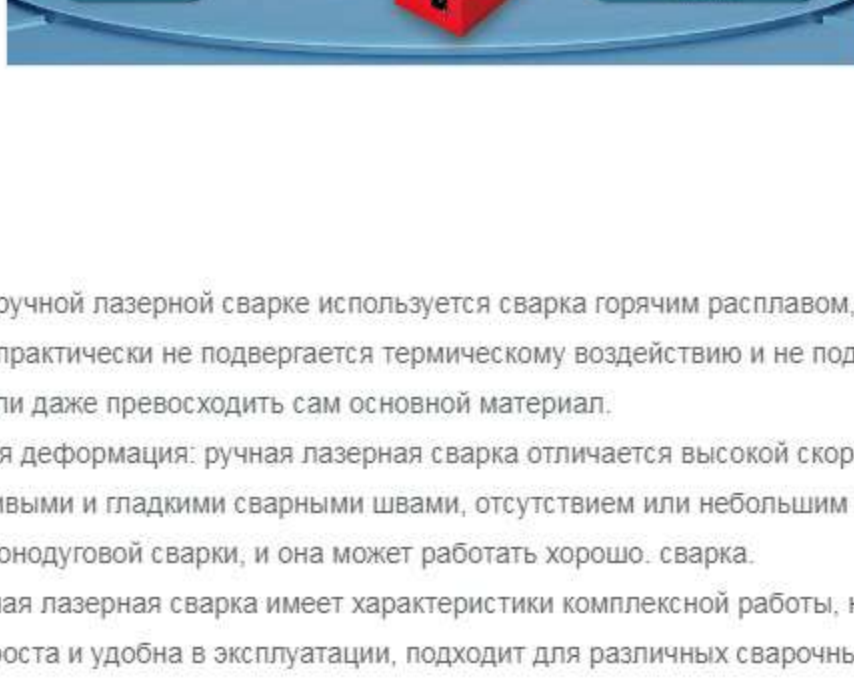 ручной лазерной сварке используется сварка горячим расплавом,
практически не подвергается термическому воздействию и не под
ли даже превосходить сам основной материал.
я деформация: ручная лазерная сварка отличается высокой скор
ивыми и гладкими сварными швами, отсутствием или небольшим
онодуговой сварки, и она может работать хорошо. сварка.
ная лазерная сварка имеет характеристики комплексной работы, н
роста и удобна в эксплуатации, подходит для различных сварочны